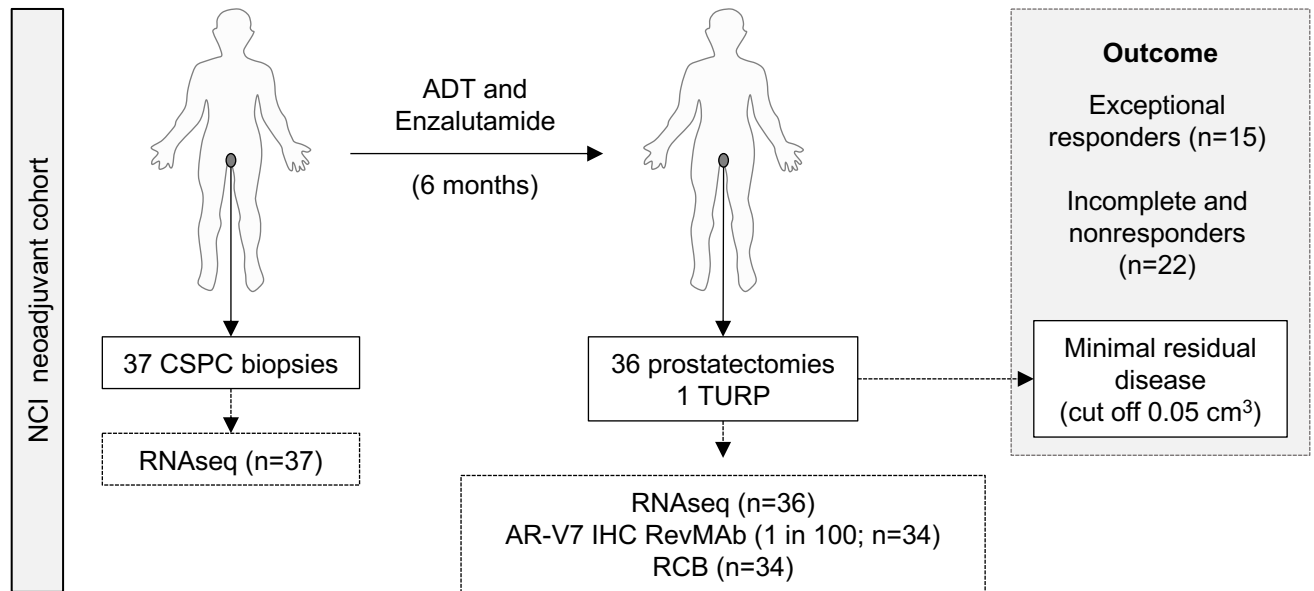 NCI neoadjuvant cohort
ADT and
Enzalutamide
(6 months)
37 CSPC biopsies
RNAseq (n=37)
36 prostatectomies
1 TURP
RNAseq (n=36)
AR-V7 IHC RevMAb (1 in 100; n=34)
RCB (n=34)
Outcome
Exceptional
responders (n=15)
Incomplete and
nonresponders
(n=22)
Minimal residual
disease
(cut off 0.05 cm³)